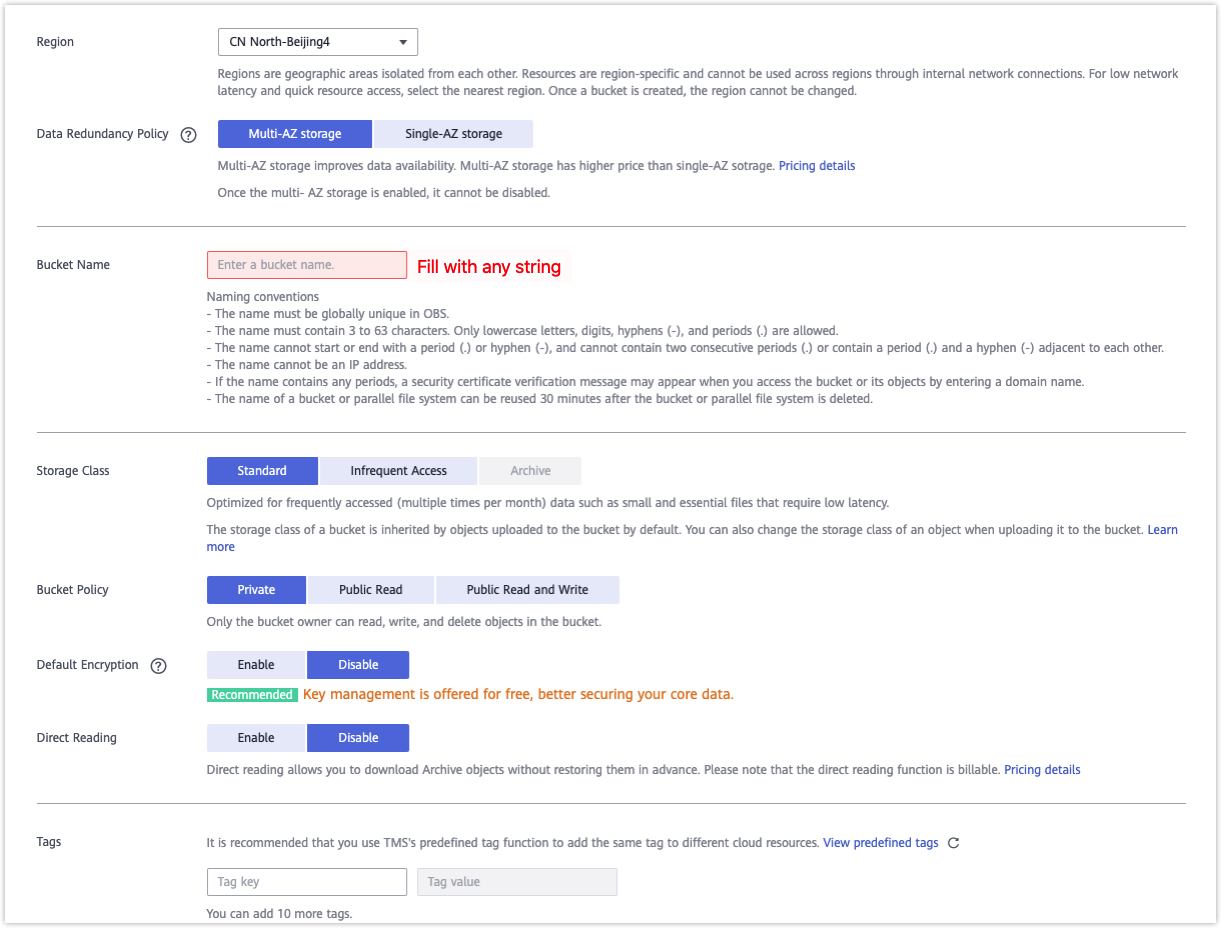 Region
CN North-Beijing4
Regions are geographic areas isolated from each other. Resources are region-specific and cannot be used across regions through internal network connections. For low network
latency and quick resource access, select the nearest region. Once a bucket is created, the region cannot be changed.
Data Redundancy Policy ?
Multi-AZ storage Single-AZ storage
Multi-AZ storage improves data availability. Multi-AZ storage has higher price than single-AZ sotrage. Pricing details
Once the multi- AZ storage is enabled, it cannot be disabled.
Bucket Name
Enter a bucket name. Fill with any string
Naming conventions
- The name must be globally unique in OBS.
- The name must contain 3 to 63 characters. Only lowercase letters, digits, hyphens (-), and periods (.) are allowed.
- The name cannot start or end with a period (.) or hyphen (-), and cannot contain two consecutive periods (.) or contain a period (.) and a hyphen (-) adjacent to each other.
- The name cannot be an IP address.
- If the name contains any periods, a security certificate verification message may appear when you access the bucket or its objects by entering a domain name.
- The name of a bucket or parallel file system can be reused 30 minutes after the bucket or parallel file system is deleted.
Storage Class
Standard Infrequent Access Archive
Optimized for frequently accessed (multiple times per month) data such as small and essential files that require low latency.
The storage class of a bucket is inherited by objects uploaded to the bucket by default. You can also change the storage class of an object when uploading it to the bucket. Learn
more
Bucket Policy
Private Public Read Public Read and Write
Only the bucket owner can read, write, and delete objects in the bucket.
Default Encryption ?
Enable Disable
Recommended Key management is offered for free, better securing your core data.
Direct Reading
Enable Disable
Direct reading allows you to download Archive objects without restoring them in advance. Please note that the direct reading function is billable. Pricing details
Tags
It is recommended that you use TMS's predefined tag function to add the same tag to different cloud resources. View predefined tags
Tag key Tag value
You can add 10 more tags.